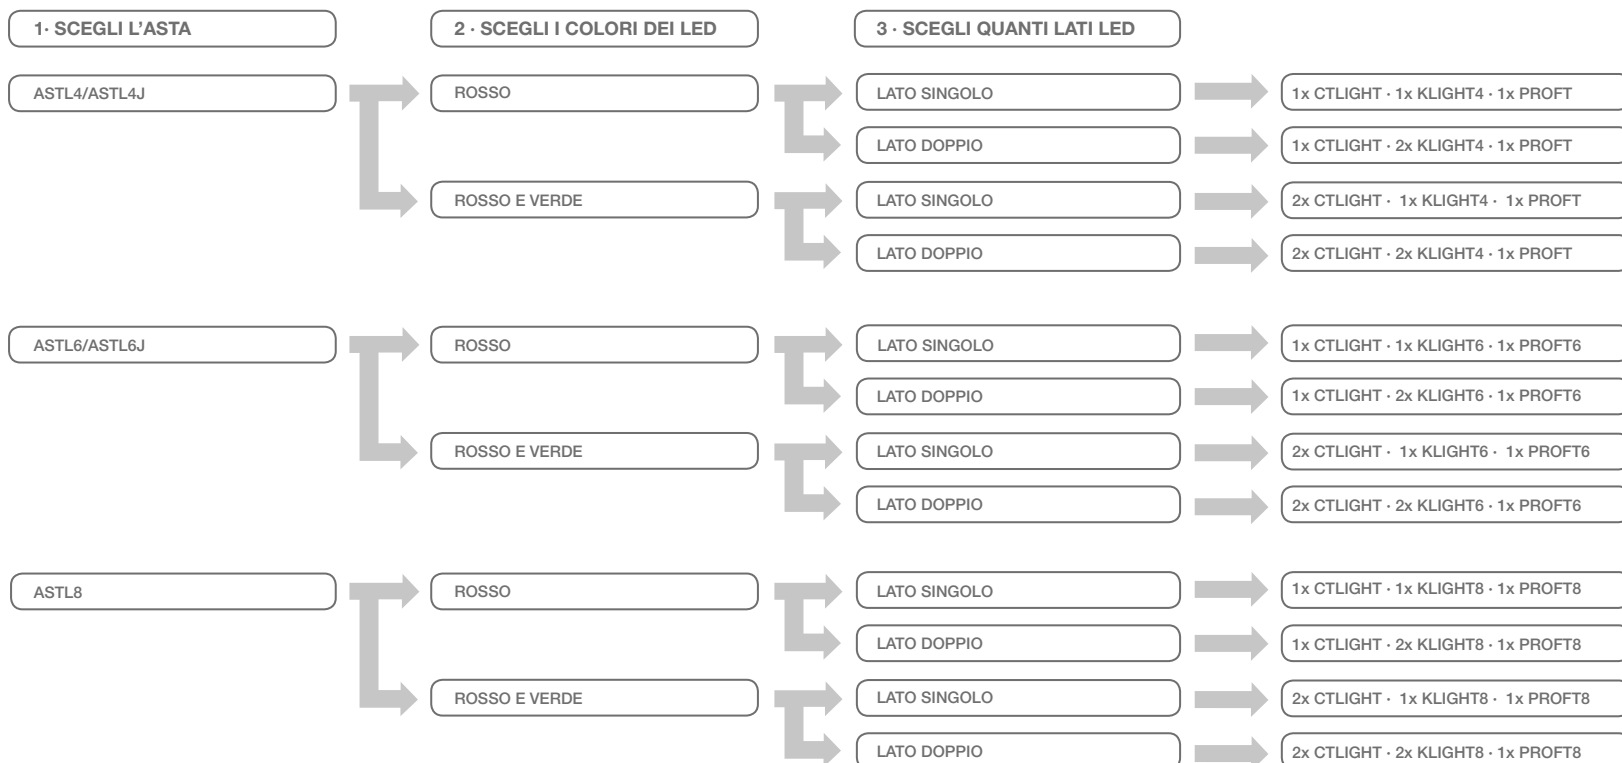 1· SCEGLI L'ASTA
2 · SCEGLI I COLORI DEI LED
3 · SCEGLI QUANTI LATI LED
ASTL4/ASTL4J
ROSSO
LATO SINGOLO
1x CTLIGHT · 1x KLIGHT4 · 1x PROFT
LATO DOPPIO
1x CTLIGHT · 2x KLIGHT4 · 1x PROFT
ROSSO E VERDE
LATO SINGOLO
2x CTLIGHT · 1x KLIGHT4 · 1x PROFT
LATO DOPPIO
2x CTLIGHT · 2x KLIGHT4 · 1x PROFT
ASTL6/ASTL6J
ROSSO
LATO SINGOLO
1x CTLIGHT · 1x KLIGHT6 · 1x PROFT6
LATO DOPPIO
1x CTLIGHT · 2x KLIGHT6 · 1x PROFT6
ROSSO E VERDE
LATO SINGOLO
2x CTLIGHT · 1x KLIGHT6 · 1x PROFT6
LATO DOPPIO
2x CTLIGHT · 2x KLIGHT6 · 1x PROFT6
ASTL8
ROSSO
LATO SINGOLO
1x CTLIGHT · 1x KLIGHT8 · 1x PROFT8
LATO DOPPIO
1x CTLIGHT · 2x KLIGHT8 · 1x PROFT8
ROSSO E VERDE
LATO SINGOLO
2x CTLIGHT · 1x KLIGHT8 · 1x PROFT8
LATO DOPPIO
2x CTLIGHT · 2x KLIGHT8 · 1x PROFT8